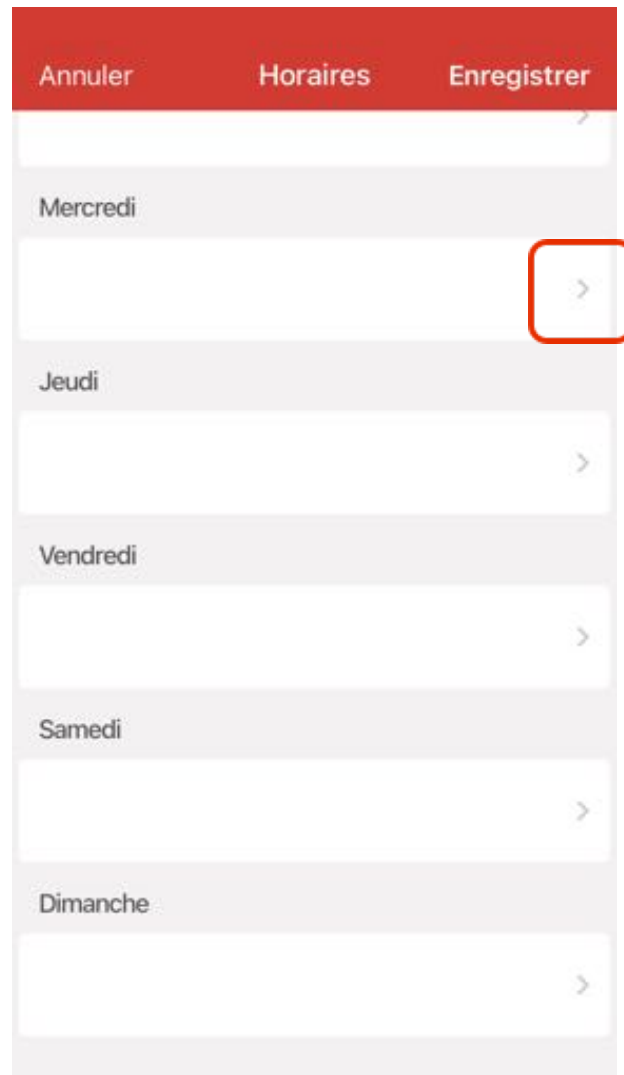 Annuler Horaires Enregistrer
Mercredi
Jeudi
Vendredi
Samedi
Dimanche